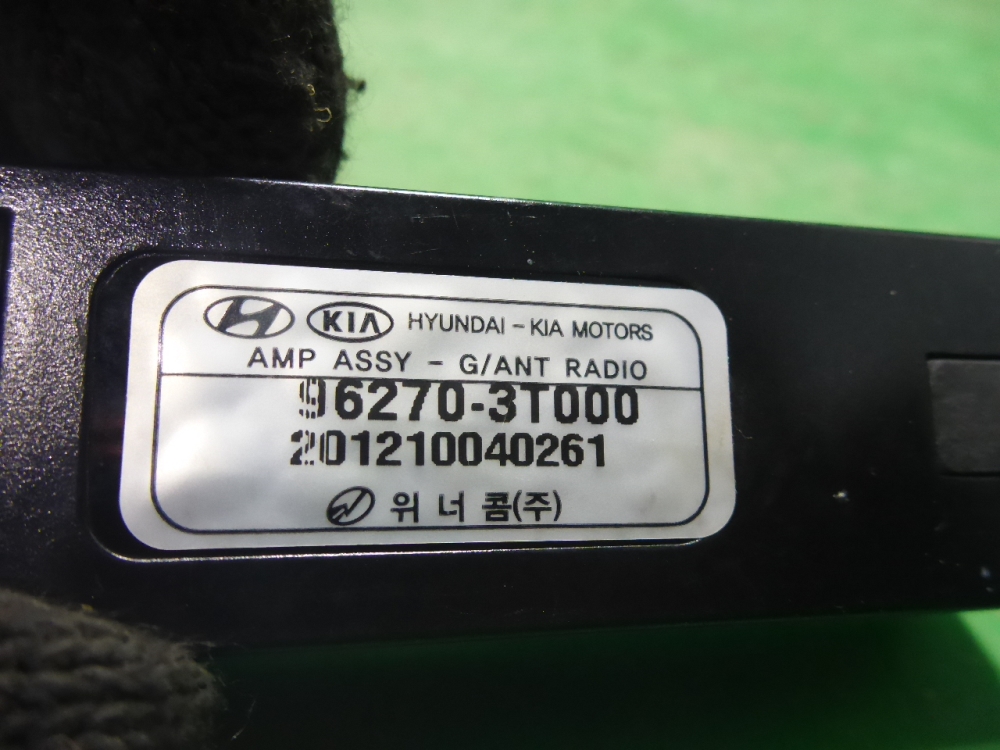 KIA HYUNDAI - KIA MOTORS
AMP ASSY - G/ANT RADIO
96270-3T000
201210040261
위너콤(주)